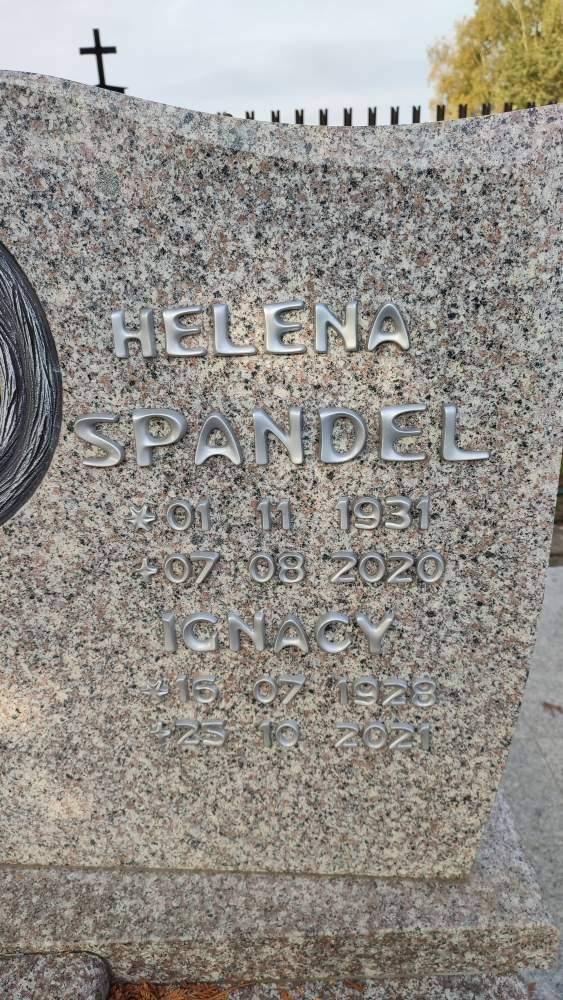 HELENA
SPANDEL
*01 11 1931
+07 08 2020
IGNACY
*15 07 1928
+25 10 2021